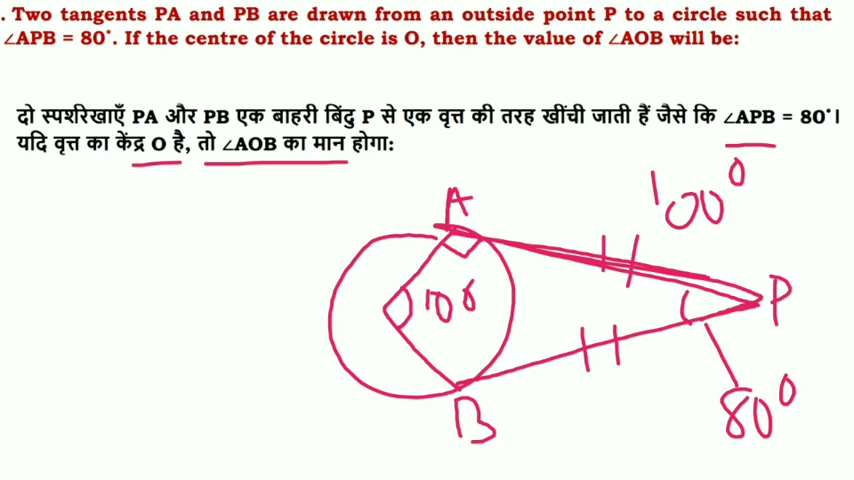 . Two tangents PA and PB are drawn from an outside point P to a circle such that
∠APB = 80°. If the centre of the circle is O, then the value of ∠AOB will be:
दो स्पर्शरेखाएँ PA और PB एक बाहरी बिंदु P से एक वृत्त की तरह खींची जाती हैं जैसे कि ∠APB = 80°।
यदि वृत्त का केंद्र O है, तो ∠AOB का मान होगा:
100°
A
100
P
80°
B